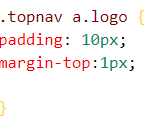 .topnav a.logo {
padding: 10px;
margin-top:1px;
}